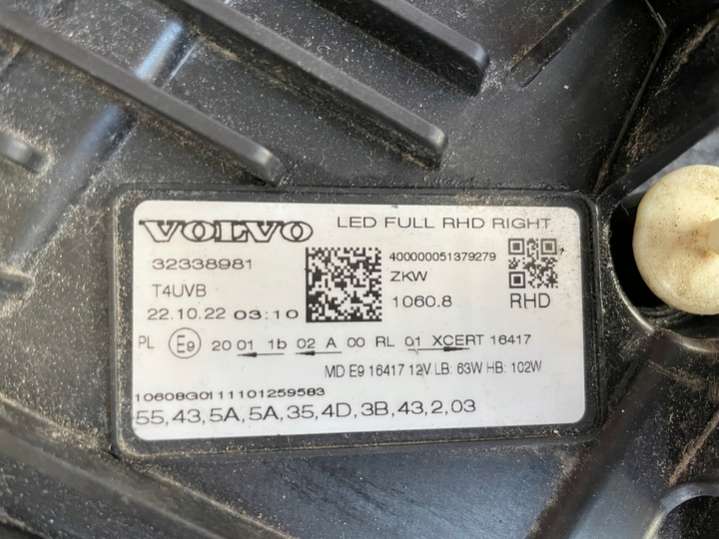 VOLVO LED FULL RHD RIGHT
32338981 400000051379279
ZKW
T4UVB 1060.8 RHD
22.10.22 03:10
PL E9 20 01 1b 02 A 00 RL 01 XCERT 16417
MD E9 16417 12V LB: 63W HB: 102W
10608G0111101259583
55,43,5A,5A,35,4D,3B,43,2,03